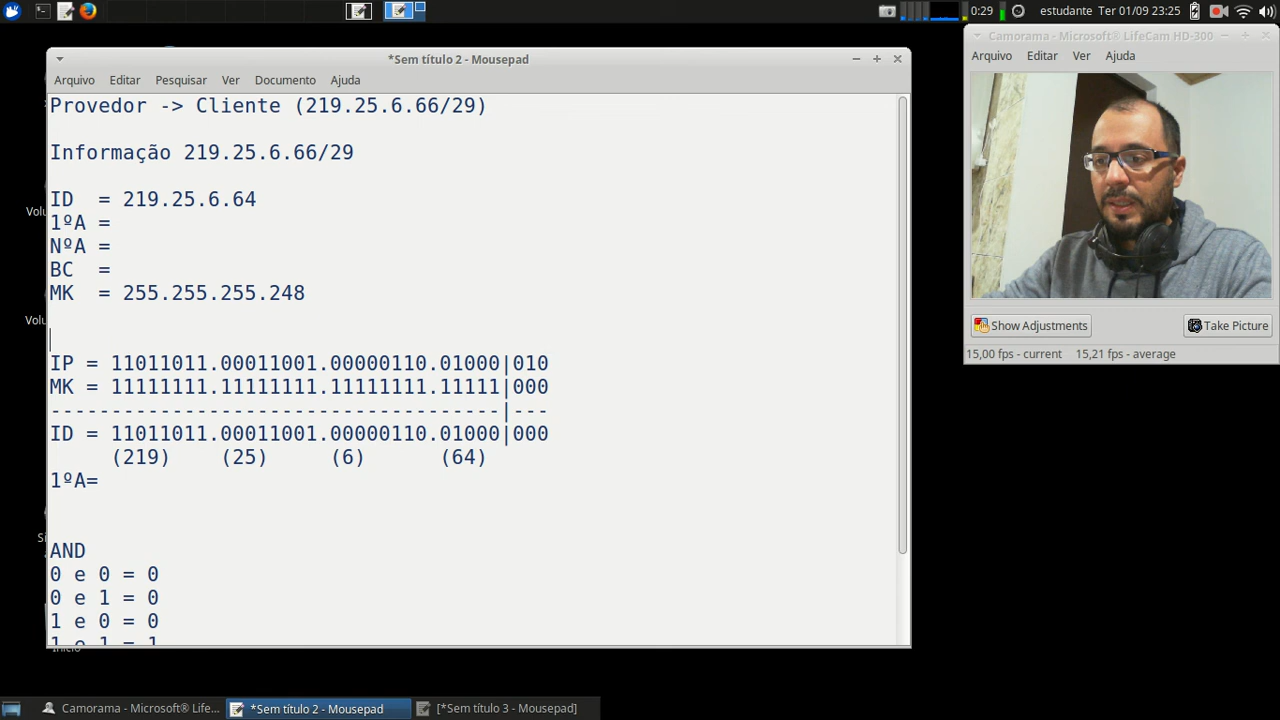 0:29
estudante
Ter 01/09 23:25
*Sem título 2 - Mousepad
Arquivo Editar Pesquisar Ver Documento Ajuda
Provedor -> Cliente (219.25.6.66/29)
Informação 219.25.6.66/29
ID = 219.25.6.64
1ºA =
NºA =
BC =
MK = 255.255.255.248
IP = 11011011.00011001.00000110.01000|010
MK = 11111111.11111111.11111111.11111|000
-------------------------------------|---
ID = 11011011.00011001.00000110.01000|000
(219) (25) (6) (64)
1ºA=
AND
0 e 0 = 0
0 e 1 = 0
1 e 0 = 0
1 e 1 = 1
Camorama - Microsoft® LifeCam HD-300
Arquivo Editar Ver Ajuda
Show Adjustments
Take Picture
15,00 fps - current 15,21 fps - average
Camorama - Microsoft® Life...
*Sem título 2 - Mousepad
[*Sem título 3 - Mousepad]